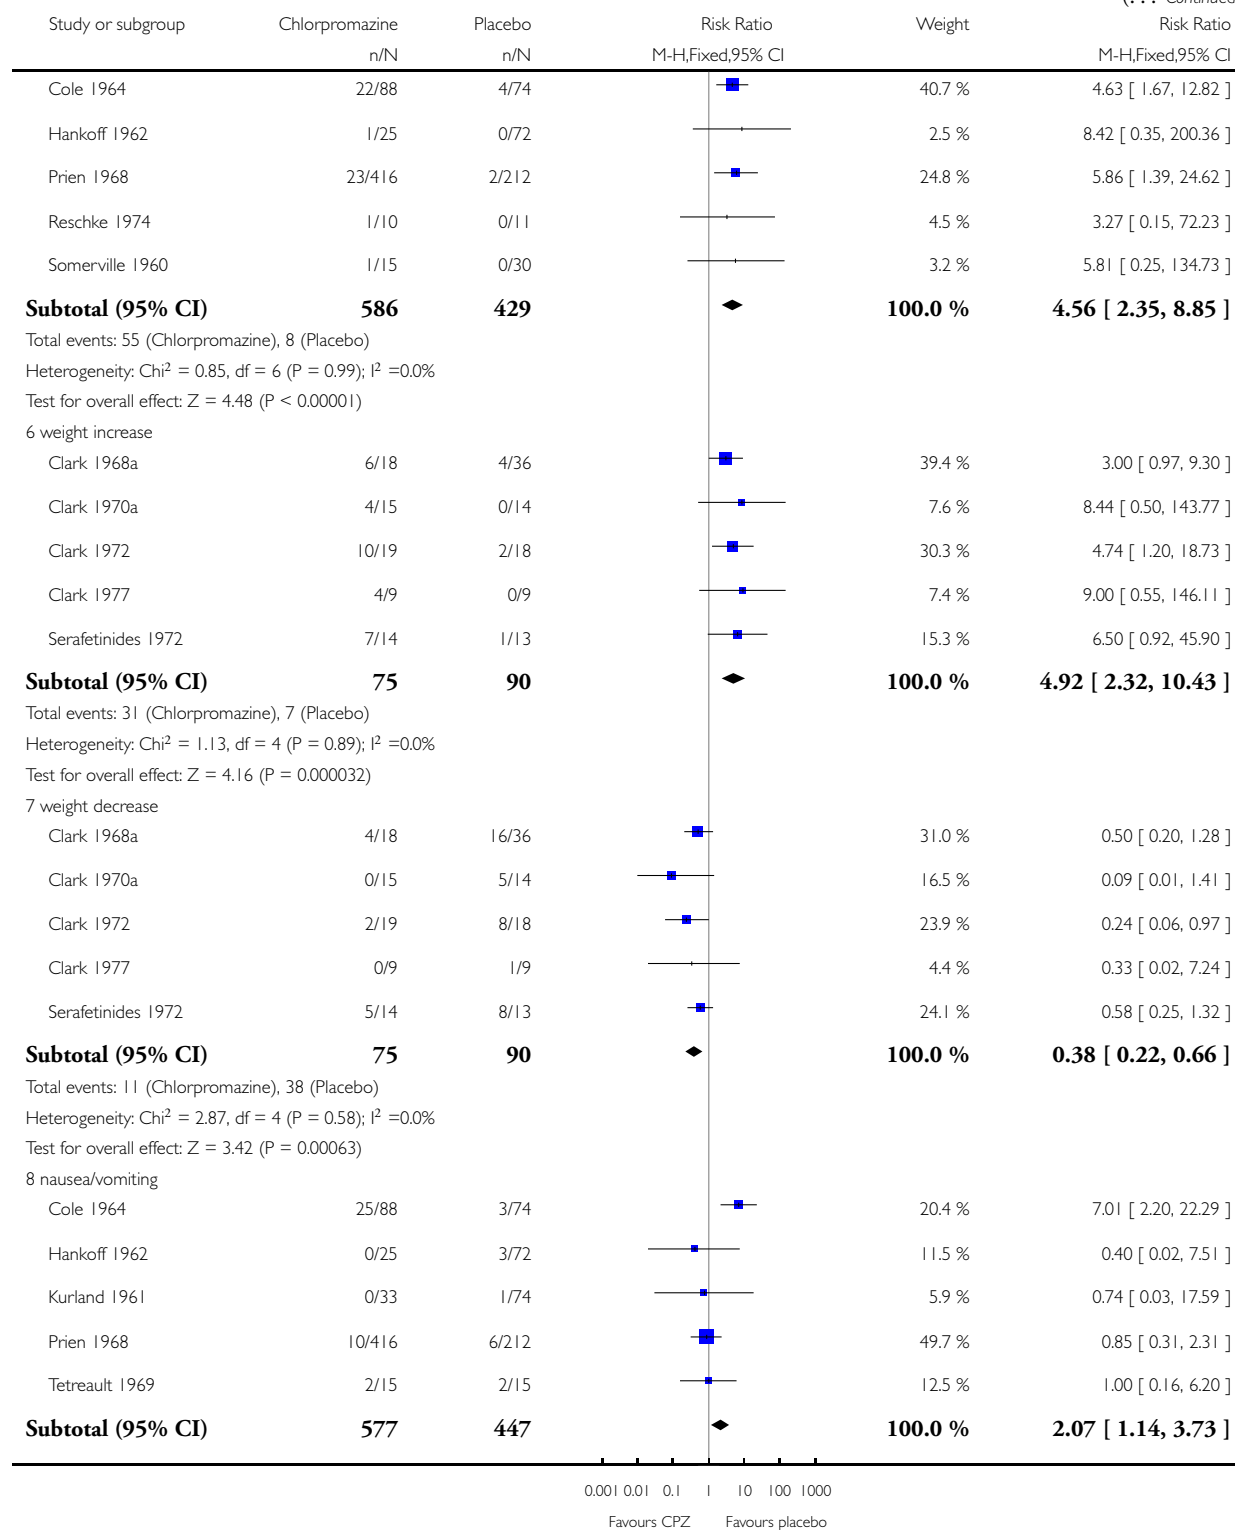 (. . . Continued
Study or subgroup Chlorpromazine Placebo Risk Ratio Weight Risk Ratio
n/N n/N M-H,Fixed,95% CI M-H,Fixed,95% CI
Cole 1964 22/88 4/74 40.7 % 4.63 [ 1.67, 12.82 ]
Hankoff 1962 1/25 0/72 2.5 % 8.42 [ 0.35, 200.36 ]
Prien 1968 23/416 2/212 24.8 % 5.86 [ 1.39, 24.62 ]
Reschke 1974 1/10 0/11 4.5 % 3.27 [ 0.15, 72.23 ]
Somerville 1960 1/15 0/30 3.2 % 5.81 [ 0.25, 134.73 ]
Subtotal (95% CI) 586 429 100.0 % 4.56 [ 2.35, 8.85 ]
Total events: 55 (Chlorpromazine), 8 (Placebo)
Heterogeneity: Chi² = 0.85, df = 6 (P = 0.99); I² =0.0%
Test for overall effect: Z = 4.48 (P < 0.00001)
6 weight increase
Clark 1968a 6/18 4/36 39.4 % 3.00 [ 0.97, 9.30 ]
Clark 1970a 4/15 0/14 7.6 % 8.44 [ 0.50, 143.77 ]
Clark 1972 10/19 2/18 30.3 % 4.74 [ 1.20, 18.73 ]
Clark 1977 4/9 0/9 7.4 % 9.00 [ 0.55, 146.11 ]
Serafetinides 1972 7/14 1/13 15.3 % 6.50 [ 0.92, 45.90 ]
Subtotal (95% CI) 75 90 100.0 % 4.92 [ 2.32, 10.43 ]
Total events: 31 (Chlorpromazine), 7 (Placebo)
Heterogeneity: Chi² = 1.13, df = 4 (P = 0.89); I² =0.0%
Test for overall effect: Z = 4.16 (P = 0.000032)
7 weight decrease
Clark 1968a 4/18 16/36 31.0 % 0.50 [ 0.20, 1.28 ]
Clark 1970a 0/15 5/14 16.5 % 0.09 [ 0.01, 1.41 ]
Clark 1972 2/19 8/18 23.9 % 0.24 [ 0.06, 0.97 ]
Clark 1977 0/9 1/9 4.4 % 0.33 [ 0.02, 7.24 ]
Serafetinides 1972 5/14 8/13 24.1 % 0.58 [ 0.25, 1.32 ]
Subtotal (95% CI) 75 90 100.0 % 0.38 [ 0.22, 0.66 ]
Total events: 11 (Chlorpromazine), 38 (Placebo)
Heterogeneity: Chi² = 2.87, df = 4 (P = 0.58); I² =0.0%
Test for overall effect: Z = 3.42 (P = 0.00063)
8 nausea/vomiting
Cole 1964 25/88 3/74 20.4 % 7.01 [ 2.20, 22.29 ]
Hankoff 1962 0/25 3/72 11.5 % 0.40 [ 0.02, 7.51 ]
Kurland 1961 0/33 1/74 5.9 % 0.74 [ 0.03, 17.59 ]
Prien 1968 10/416 6/212 49.7 % 0.85 [ 0.31, 2.31 ]
Tetreault 1969 2/15 2/15 12.5 % 1.00 [ 0.16, 6.20 ]
Subtotal (95% CI) 577 447 100.0 % 2.07 [ 1.14, 3.73 ]
0.001 0.01 0.1 1 10 100 1000
Favours CPZ Favours placebo